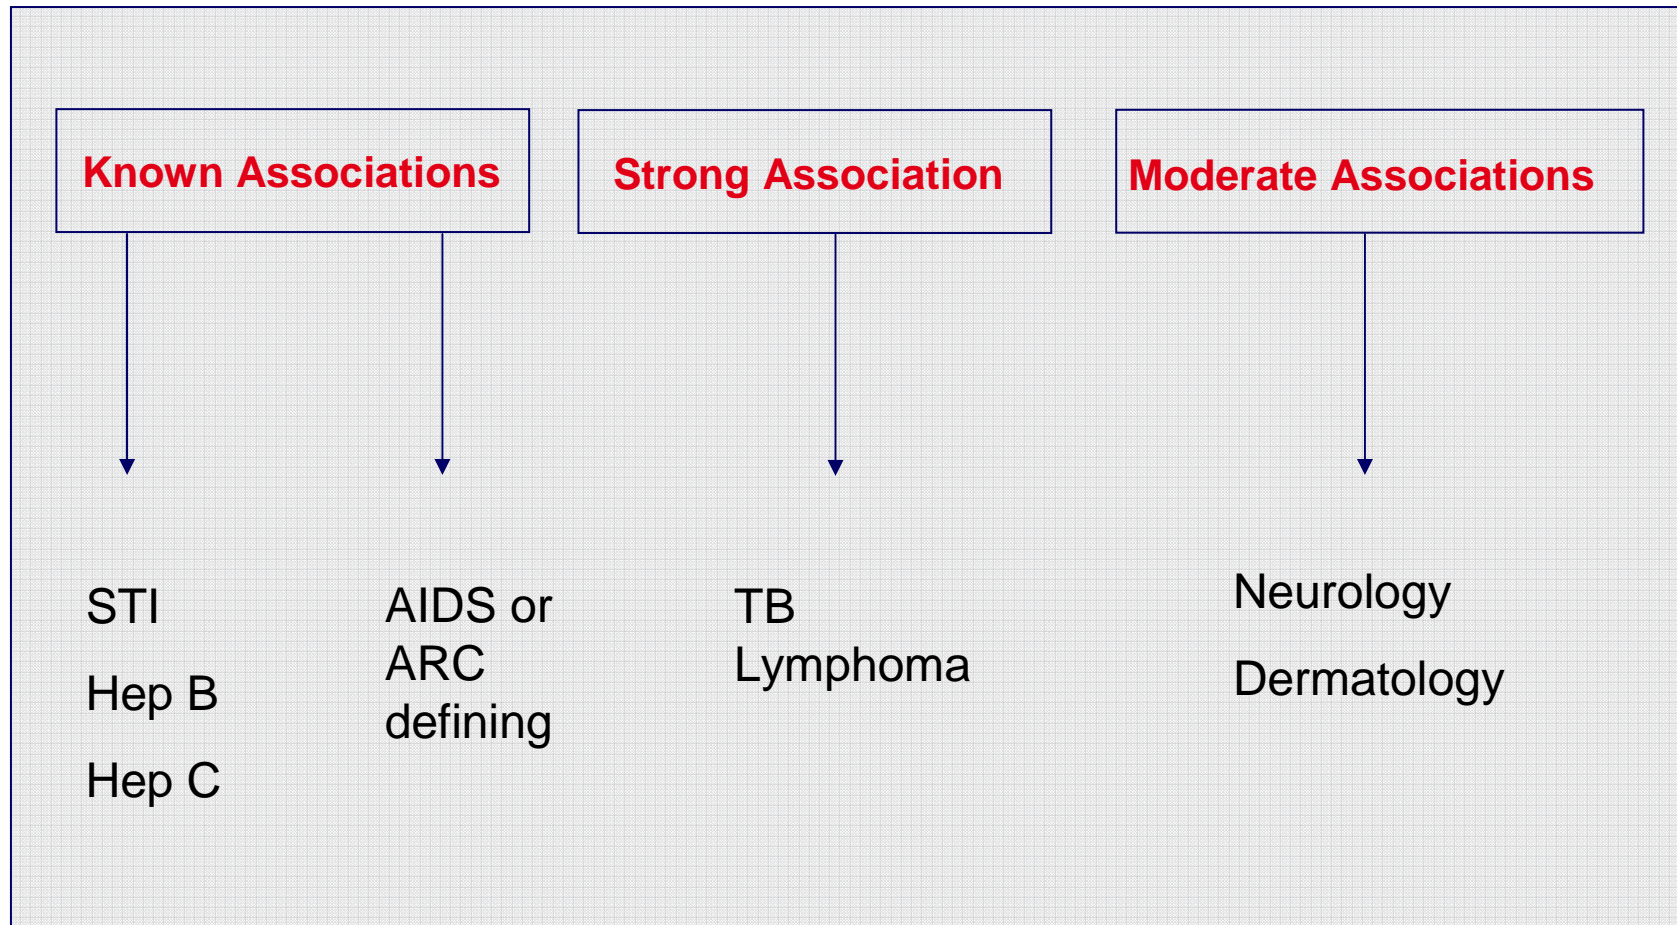 Known Associations
Strong Association
Moderate Associations
STI
Hep B
Hep C
AIDS or
ARC
defining
TB
Lymphoma
Neurology
Dermatology